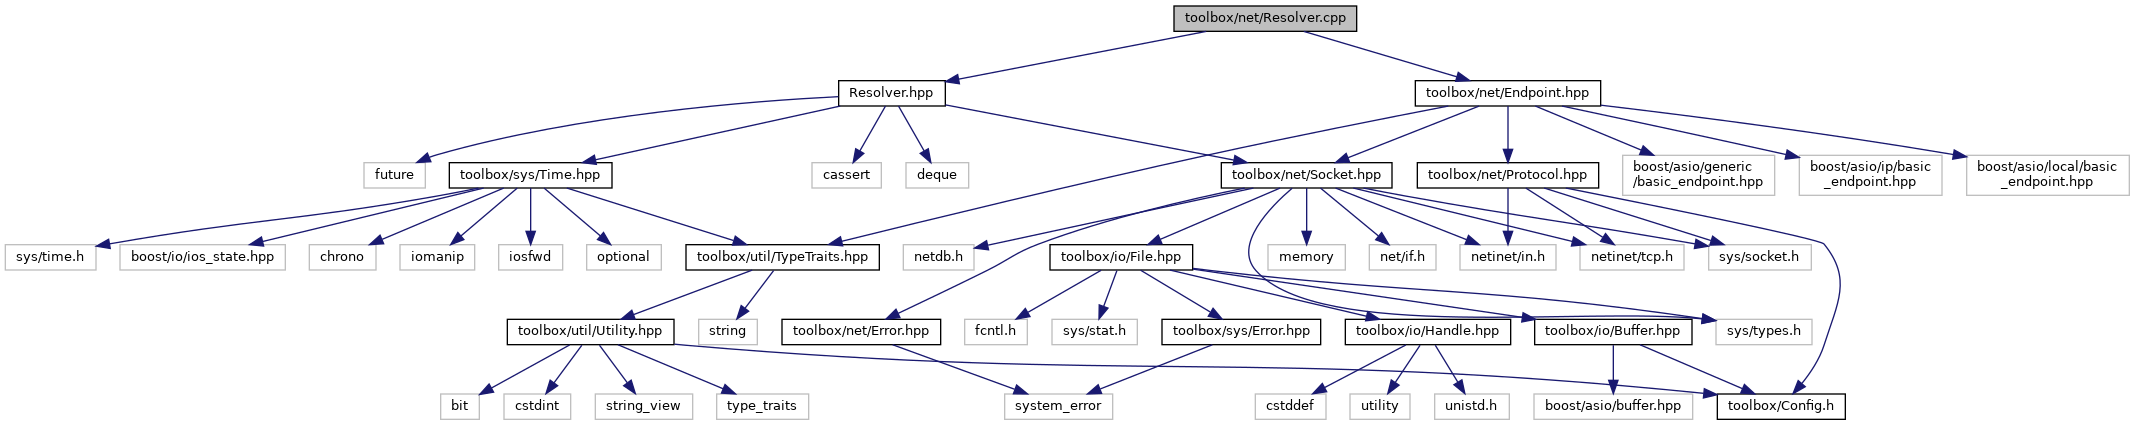 toolbox/net/Resolver.cpp
Resolver.hpp
toolbox/net/Endpoint.hpp
future
toolbox/sys/Time.hpp
cassert
deque
toolbox/net/Socket.hpp
toolbox/net/Protocol.hpp
boost/asio/generic
/basic_endpoint.hpp
boost/asio/ip/basic
_endpoint.hpp
boost/asio/local/basic
_endpoint.hpp
sys/time.h
boost/io/ios_state.hpp
chrono
iomanip
iosfwd
optional
toolbox/util/TypeTraits.hpp
netdb.h
toolbox/io/File.hpp
memory
net/if.h
netinet/in.h
netinet/tcp.h
sys/socket.h
toolbox/util/Utility.hpp
string
toolbox/net/Error.hpp
fcntl.h
sys/stat.h
toolbox/sys/Error.hpp
toolbox/io/Handle.hpp
toolbox/io/Buffer.hpp
sys/types.h
bit
cstdint
string_view
type_traits
system_error
cstddef
utility
unistd.h
boost/asio/buffer.hpp
toolbox/Config.h